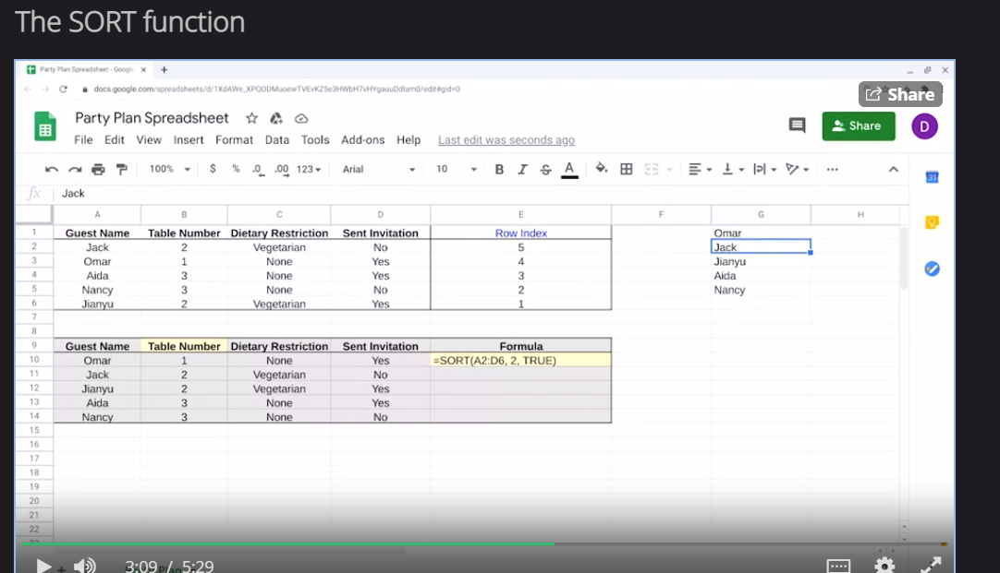 The SORT function
Party Plan Spreadsheet - Google
docs.google.com/spreadsheets/d/
Share
Party Plan Spreadsheet
Share
D
File Edit View Insert Format Data Tools Add-ons Help Last edit was seconds ago
100% $ % .0 .00 123 Arial 10 B I S A
31
fx Jack
A B C D E F G H
1 Guest Name Table Number Dietary Restriction Sent Invitation Row Index Omar
2 Jack 2 Vegetarian No 5 Jack
3 Omar 1 None Yes 4 Jianyu
4 Aida 3 None Yes 3 Aida
5 Nancy 3 None No 2 Nancy
6 Jianyu 2 Vegetarian Yes 1
7
8
9 Guest Name Table Number Dietary Restriction Sent Invitation Formula
10 Omar 1 None Yes =SORT(A2:D6, 2, TRUE)
11 Jack 2 Vegetarian No
12 Jianyu 2 Vegetarian Yes
13 Aida 3 None Yes
14 Nancy 3 None No
15
16
17
18
19
20
21
22
3:09 / 5:29